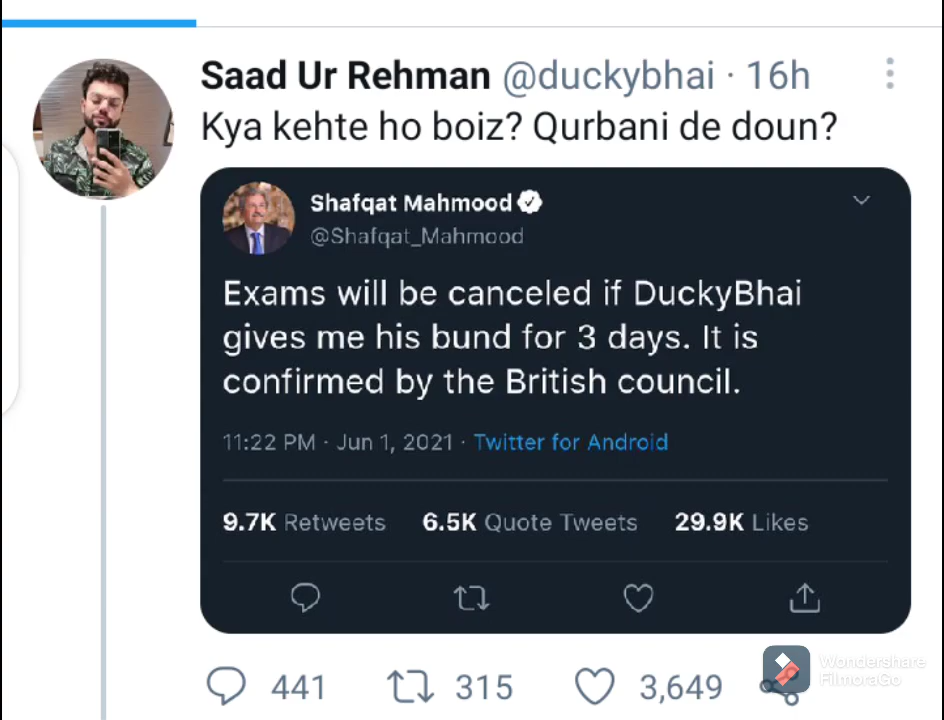 Saad Ur Rehman @duckybhai · 16h
Kya kehte ho boiz? Qurbani de doun?
Shafqat Mahmood
@Shafqat_Mahmood
Exams will be canceled if DuckyBhai
gives me his bund for 3 days. It is
confirmed by the British council.
11:22 PM · Jun 1, 2021 · Twitter for Android
9.7K Retweets 6.5K Quote Tweets 29.9K Likes
441 315 3,649
Wondershare
FilmoraGo